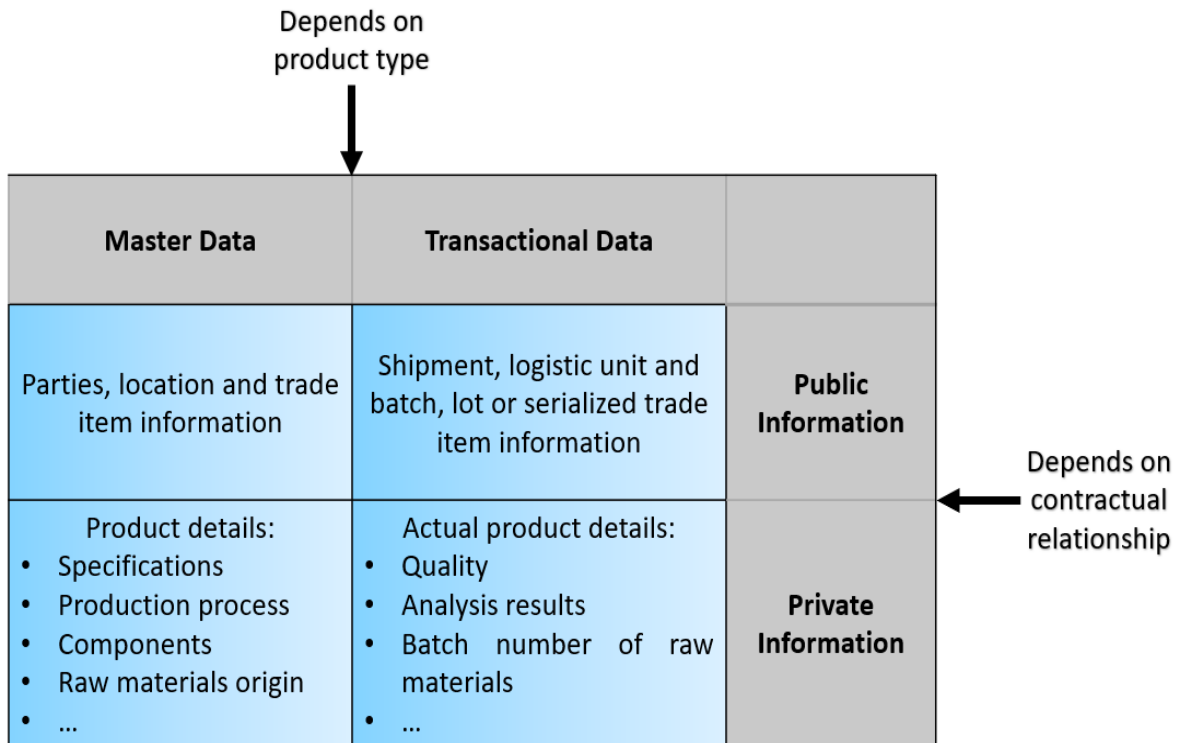 Depends on
product type
Master Data
Transactional Data
Parties, location and trade
item information
Shipment, logistic unit and
batch, lot or serialized trade
item information
Public
Information
Depends on
contractual
relationship
Product details:
• Specifications
• Production process
• Components
• Raw materials origin
• ...
Actual product details:
• Quality
• Analysis results
• Batch number of raw
materials
• ...
Private
Information